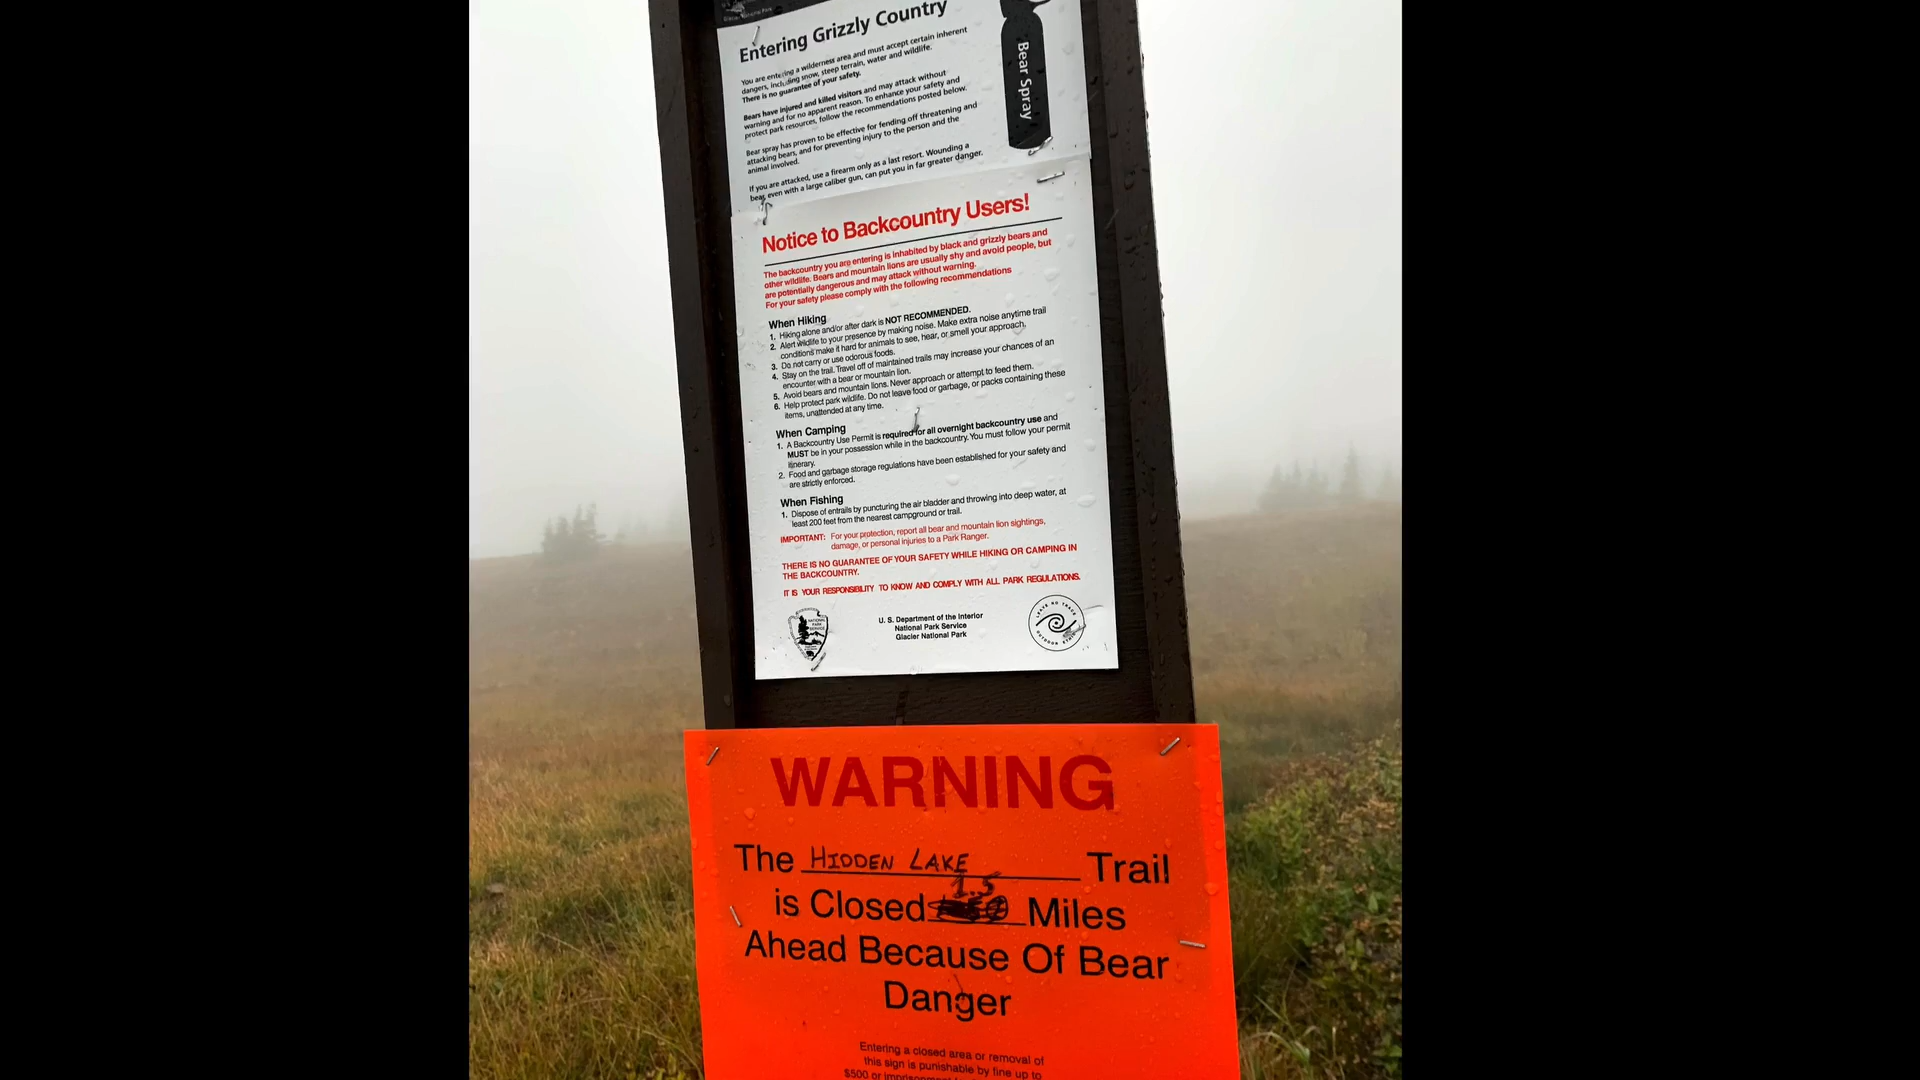 Entering Grizzly Country
You are entering a wilderness area and must accept certain inherent
dangers, including snow, steep terrain, water and wildlife.
There is no guarantee of your safety.
Bears have injured and killed visitors and may attack without
warning and for no apparent reason. To enhance your safety and
protect park resources, follow the recommendations posted below.
Bear spray has proven to be effective for fending off threatening and
attacking bears, and for preventing injury to the person and the
animal involved.
If you are attacked, use a firearm only as a last resort. Wounding a
bear, even with a large caliber gun, can put you in far greater danger.
Bear Spray
Notice to Backcountry Users!
The backcountry you are entering is inhabited by black and grizzly bears and
other wildlife. Bears and mountain lions are usually shy and avoid people, but
are potentially dangerous and may attack without warning.
For your safety please comply with the following recommendations
When Hiking
1. Hiking alone and/or after dark is NOT RECOMMENDED.
2. Alert wildlife to your presence by making noise. Make extra noise anytime trail
conditions make it hard for animals to see, hear, or smell your approach.
3. Do not carry or use odorous foods.
4. Stay on the trail. Travel off of maintained trails may increase your chances of an
encounter with a bear or mountain lion.
5. Avoid bears and mountain lions. Never approach or attempt to feed them.
6. Help protect park wildlife. Do not leave food or garbage, or packs containing these
items, unattended at any time.
When Camping
1. A Backcountry Use Permit is required for all overnight backcountry use and
MUST be in your possession while in the backcountry. You must follow your permit
itinerary.
2. Food and garbage storage regulations have been established for your safety and
are strictly enforced.
When Fishing
1. Dispose of entrails by puncturing the air bladder and throwing into deep water, at
least 200 feet from the nearest campground or trail.
IMPORTANT: For your protection, report all bear and mountain lion sightings,
damage, or personal injuries to a Park Ranger.
THERE IS NO GUARANTEE OF YOUR SAFETY WHILE HIKING OR CAMPING IN
THE BACKCOUNTRY.
IT IS YOUR RESPONSIBILITY TO KNOW AND COMPLY WITH ALL PARK REGULATIONS.
NATIONAL
PARK
SERVICE
U. S. Department of the Interior
National Park Service
Glacier National Park
LEAVE NO TRACE
OUTDOOR
WARNING
The HIDDEN LAKE Trail
is Closed 1.5 Miles
Ahead Because Of Bear
Danger
Entering a closed area or removal of
this sign is punishable by fine up to
$500 or